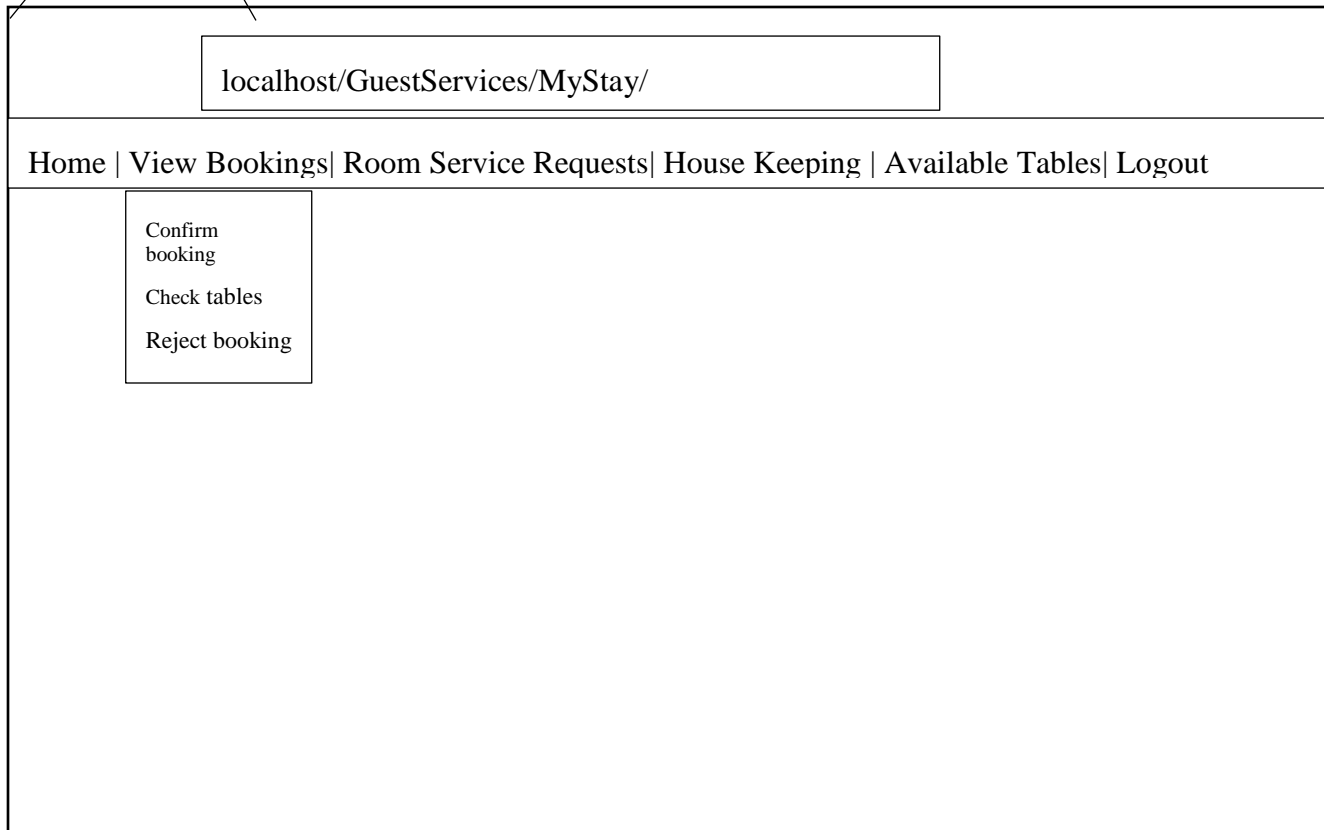 localhost/GuestServices/MyStay/
Home | View Bookings| Room Service Requests| House Keeping | Available Tables| Logout
Confirm
booking
Check tables
Reject booking